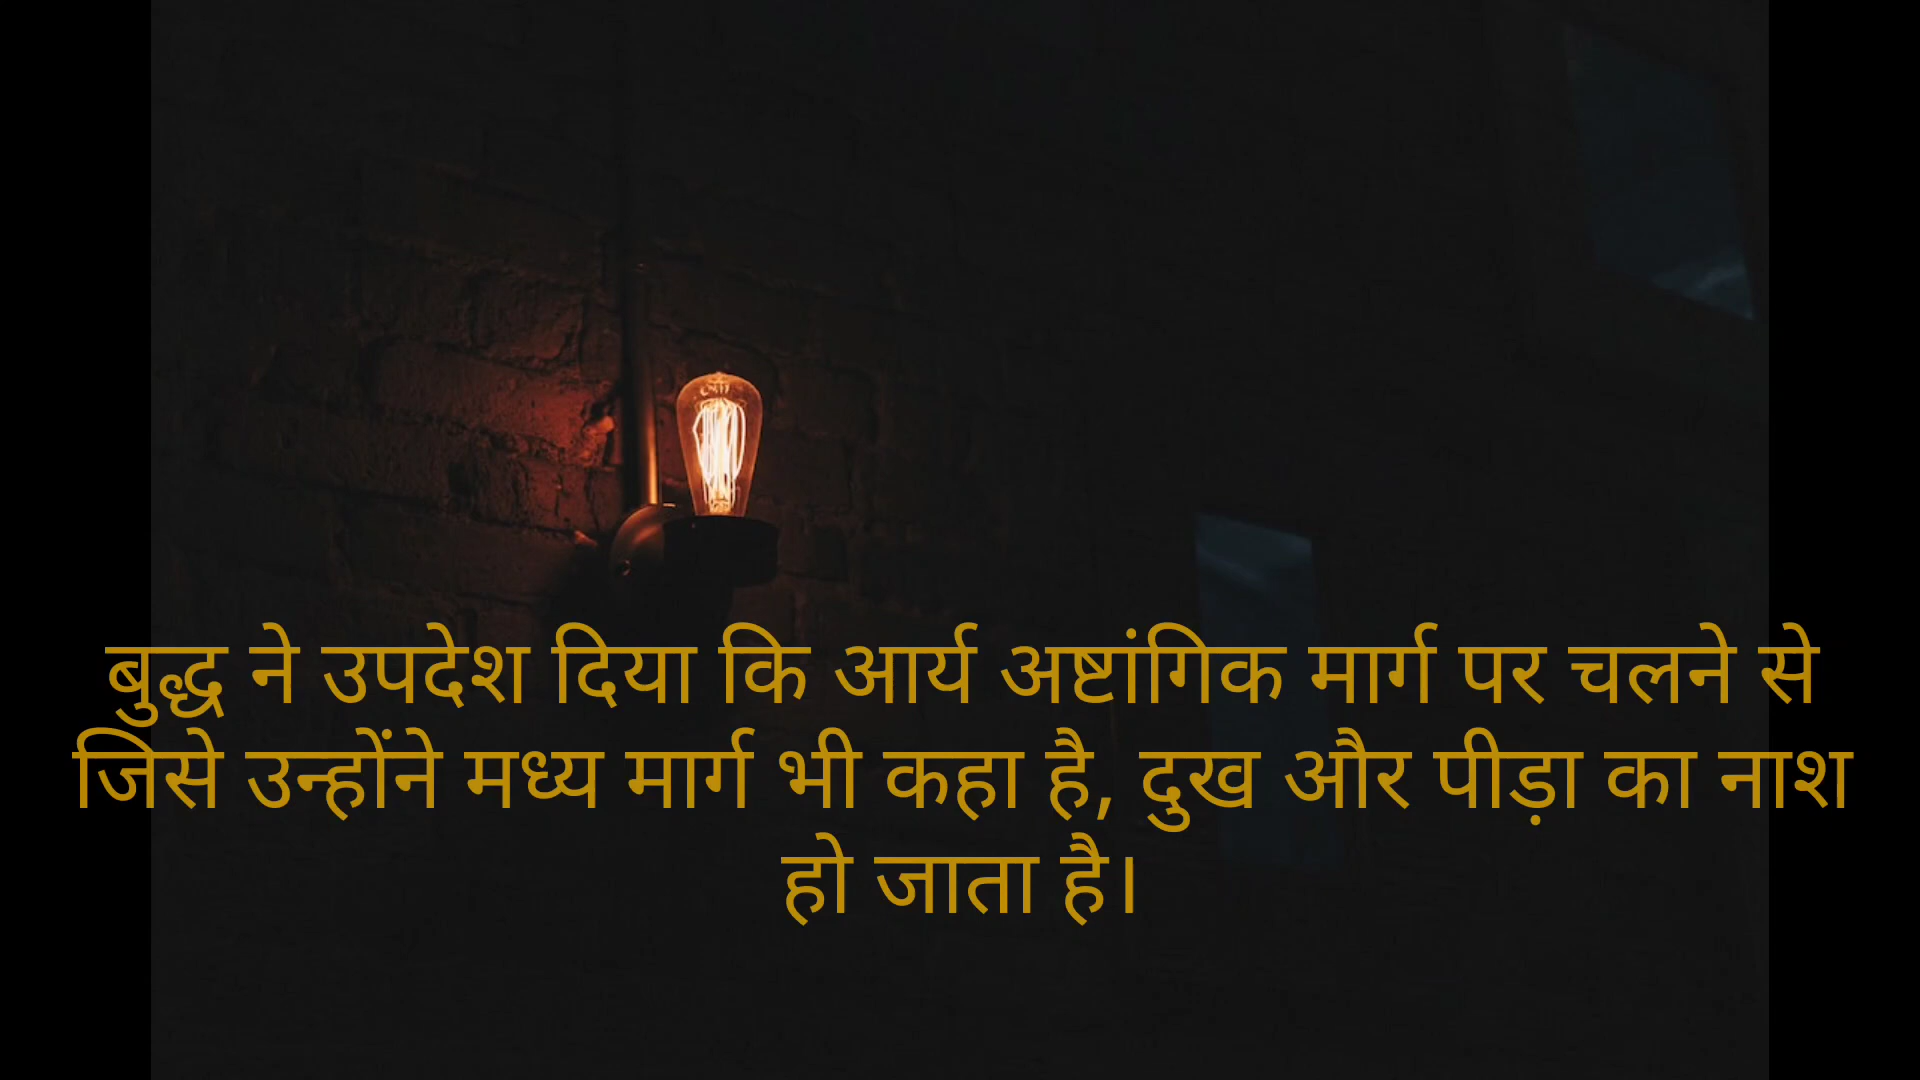 बुद्ध ने उपदेश दिया कि आर्य अष्टांगिक मार्ग पर चलने से
जिसे उन्होंने मध्य मार्ग भी कहा है, दुख और पीड़ा का नाश
हो जाता है।